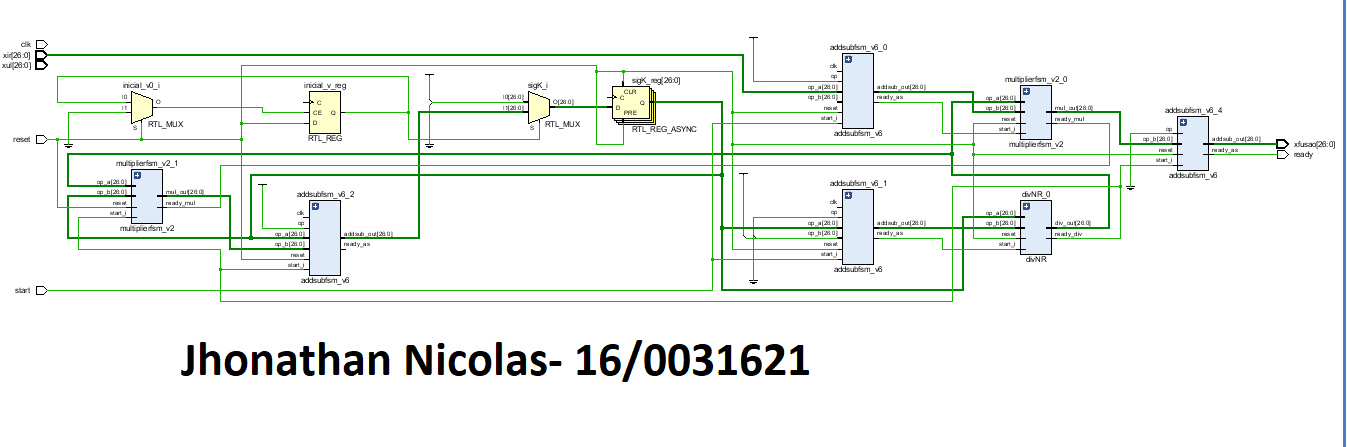 clk
xir[26:0]
xul[26:0]
reset
start
inicial_v0_i
I0
I1
S
O
RTL_MUX
inicial_v_reg
C
CE
D
Q
RTL_REG
sigK_i
I0[26:0]
I1[26:0]
S
O[26:0]
RTL_MUX
sigK_reg[26:0]
CLR
C
D
Q
PRE
RTL_REG_ASYNC
addsubfsm_v6_0
clk
op
op_a[26:0]
op_b[26:0]
reset
start_i
addsub_out[26:0]
ready_as
addsubfsm_v6
multiplierfsm_v2_0
op_a[26:0]
op_b[26:0]
reset
start_i
mul_out[26:0]
ready_mul
multiplierfsm_v2
addsubfsm_v6_4
op
op_b[26:0]
reset
start_i
addsub_out[26:0]
ready_as
addsubfsm_v6
xfusao[26:0]
ready
multiplierfsm_v2_1
op_a[26:0]
op_b[26:0]
reset
start_i
mul_out[26:0]
ready_mul
multiplierfsm_v2
addsubfsm_v6_2
clk
op
op_a[26:0]
op_b[26:0]
reset
start_i
addsub_out[26:0]
ready_as
addsubfsm_v6
addsubfsm_v6_1
clk
op
op_a[26:0]
op_b[26:0]
reset
start_i
addsub_out[26:0]
ready_as
addsubfsm_v6
divNR_0
op_a[26:0]
op_b[26:0]
reset
start_i
div_out[26:0]
ready_div
divNR
Jhonathan Nicolas- 16/0031621